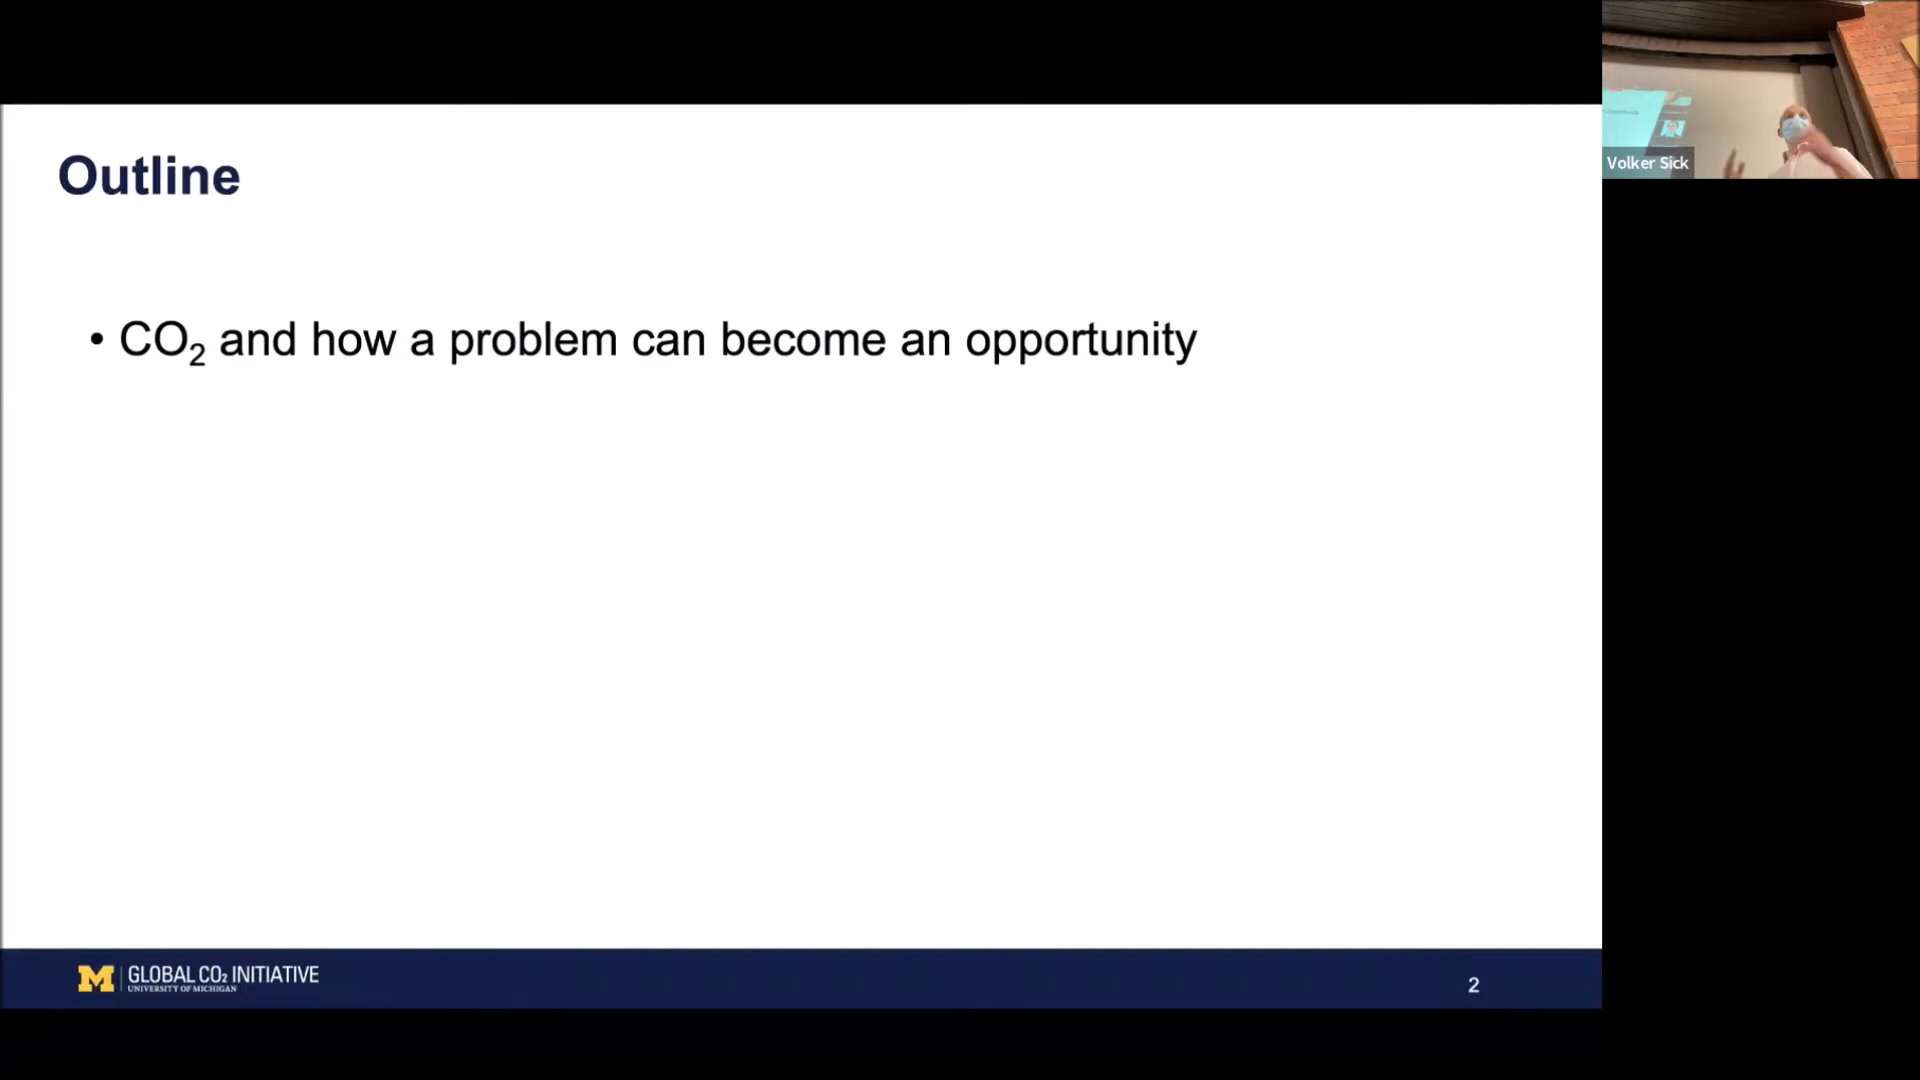 Outline
• CO₂ and how a problem can become an opportunity
M | GLOBAL CO₂ INITIATIVE
UNIVERSITY OF MICHIGAN
2
Volker Sick